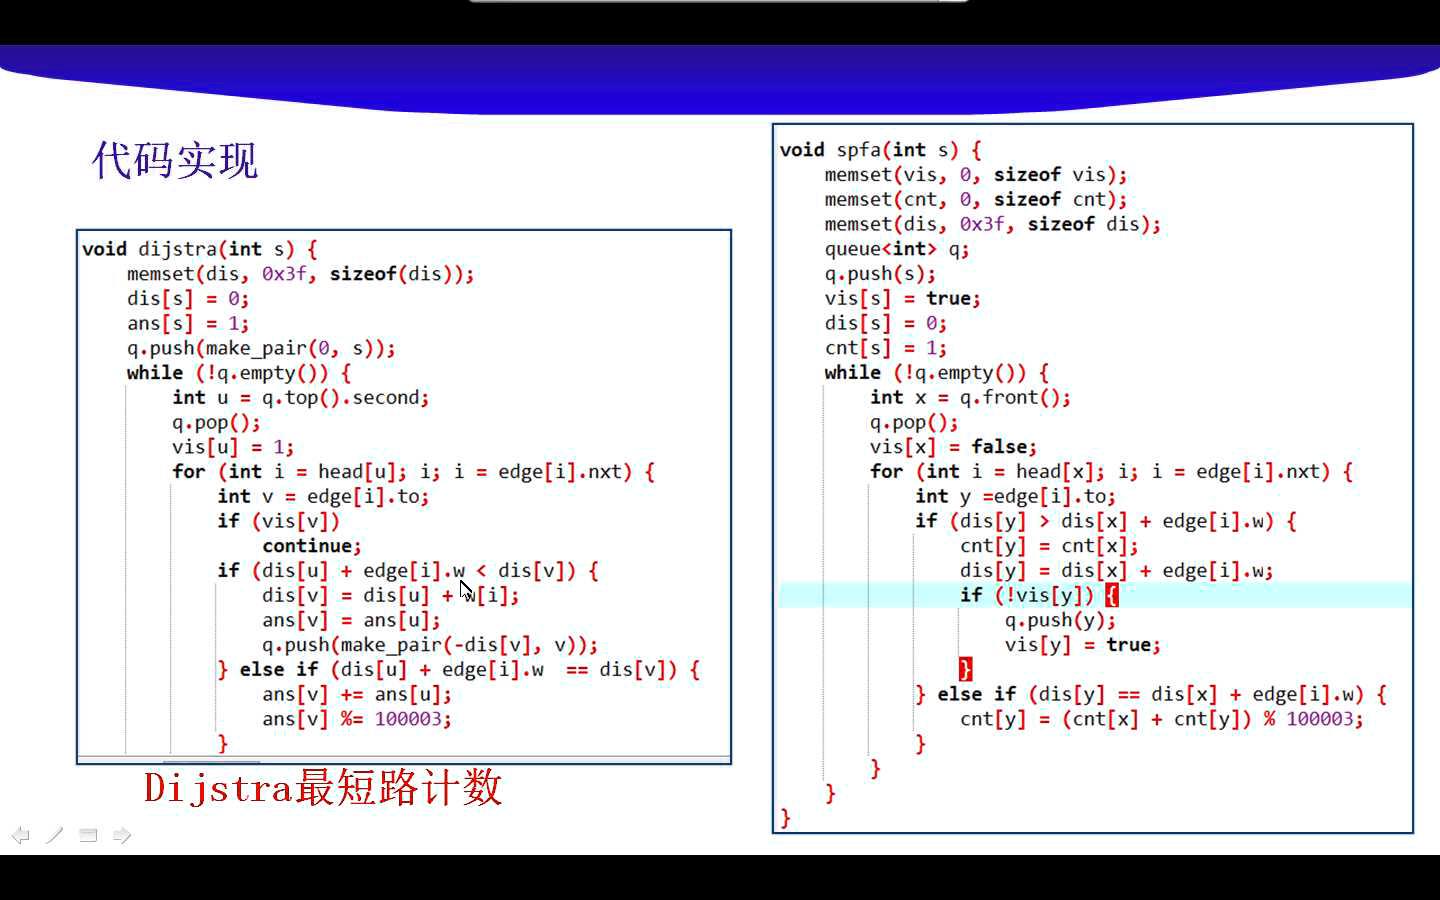 代码实现
void dijstra(int s) {
memset(dis, 0x3f, sizeof(dis));
dis[s] = 0;
ans[s] = 1;
q.push(make_pair(0, s));
while (!q.empty()) {
int u = q.top().second;
q.pop();
vis[u] = 1;
for (int i = head[u]; i; i = edge[i].nxt) {
int v = edge[i].to;
if (vis[v])
continue;
if (dis[u] + edge[i].w < dis[v]) {
dis[v] = dis[u] + w[i];
ans[v] = ans[u];
q.push(make_pair(-dis[v], v));
} else if (dis[u] + edge[i].w  == dis[v]) {
ans[v] += ans[u];
ans[v] %= 100003;
}
Dijstra最短路计数
void spfa(int s) {
memset(vis, 0, sizeof vis);
memset(cnt, 0, sizeof cnt);
memset(dis, 0x3f, sizeof dis);
queue<int> q;
q.push(s);
vis[s] = true;
dis[s] = 0;
cnt[s] = 1;
while (!q.empty()) {
int x = q.front();
q.pop();
vis[x] = false;
for (int i = head[x]; i; i = edge[i].nxt) {
int y =edge[i].to;
if (dis[y] > dis[x] + edge[i].w) {
cnt[y] = cnt[x];
dis[y] = dis[x] + edge[i].w;
if (!vis[y]) {
q.push(y);
vis[y] = true;
}
} else if (dis[y] == dis[x] + edge[i].w) {
cnt[y] = (cnt[x] + cnt[y]) % 100003;
}
}
}
}